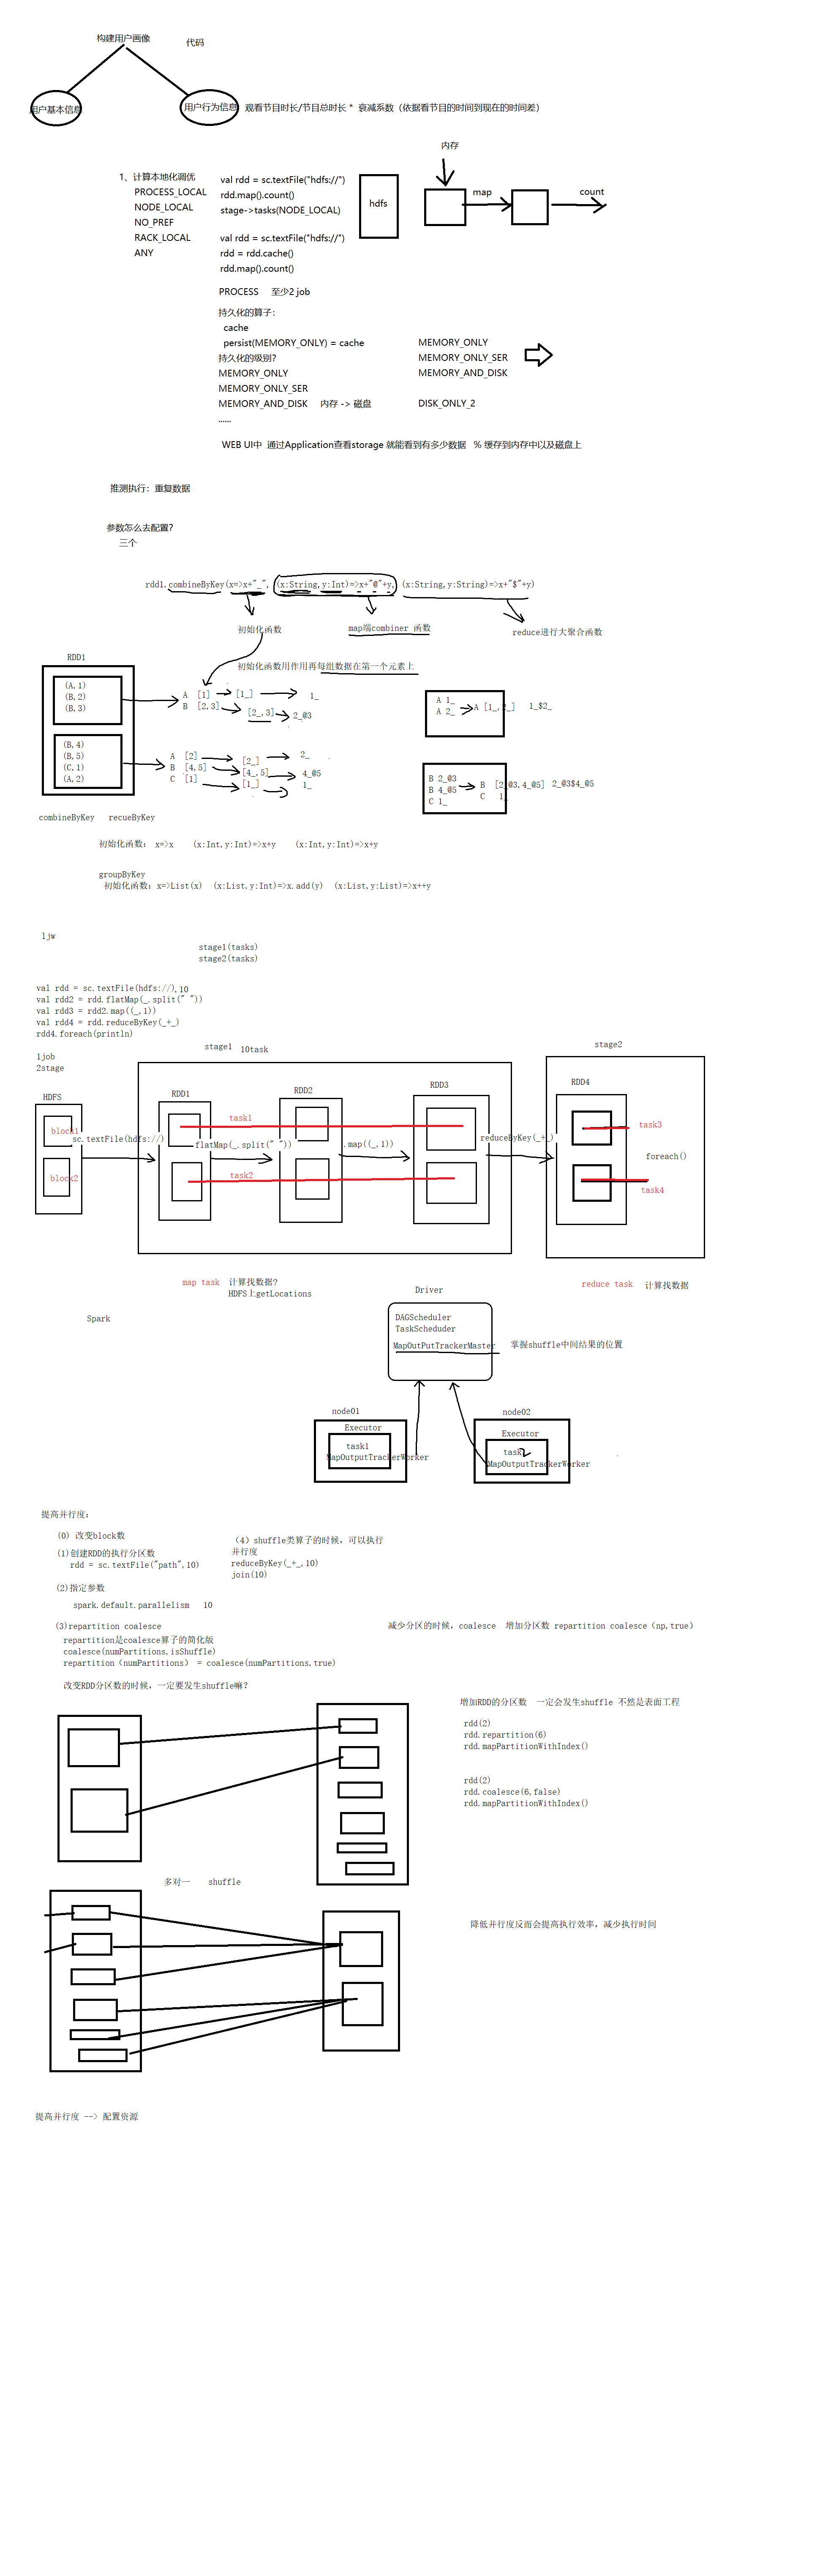 构建用户画像
代码
用户基本信息
用户行为信息
观看节目时长/节目总时长 * 衰减系数（依据看节目的时间到现在的时间差）
内存
1、计算本地化调优
PROCESS_LOCAL
NODE_LOCAL
NO_PREF
RACK_LOCAL
ANY
val rdd = sc.textFile("hdfs://")
rdd.map().count()
stage->tasks(NODE_LOCAL)
val rdd = sc.textFile("hdfs://")
rdd = rdd.cache()
rdd.map().count()
hdfs
map
count
PROCESS 至少2 job
持久化的算子：
cache
persist(MEMORY_ONLY) = cache
持久化的级别？
MEMORY_ONLY
MEMORY_ONLY_SER
MEMORY_AND_DISK 内存 -> 磁盘
......
MEMORY_ONLY
MEMORY_ONLY_SER
MEMORY_AND_DISK
DISK_ONLY_2
WEB UI中 通过Application查看storage 就能看到有多少数据 % 缓存到内存中以及磁盘上
推测执行：重复数据
参数怎么去配置？
三个
rdd1.combineByKey(x=>x+"_", (x:String,y:Int)=>x+"@"+y, (x:String,y:String)=>x+"$"+y)
初始化函数
map端combiner 函数
reduce进行大聚合函数
初始化函数用作用再每组数据在第一个元素上
RDD1
(A,1)
(B,2)
(B,3)
(B,4)
(B,5)
(C,1)
(A,2)
A [1]
B [2,3]
[1_]
[2_,3]
1_
2_@3
A [2]
B [4,5]
C [1]
[2_]
[4_,5]
[1_]
2_
4_@5
1_
A 1_
A 2_
A [1_,2_] 1_$2_
B 2_@3
B 4_@5
C 1_
B [2_@3,4_@5] 2_@3$4_@5
C 1_
combineByKey recueByKey
初始化函数： x=>x (x:Int,y:Int)=>x+y (x:Int,y:Int)=>x+y
groupByKey
初始化函数：x=>List(x) (x:List,y:Int)=>x.add(y) (x:List,y:List)=>x++y
ljw
stage1(tasks)
stage2(tasks)
val rdd = sc.textFile(hdfs://),10
val rdd2 = rdd.flatMap(_.split(" "))
val rdd3 = rdd2.map((_,1))
val rdd4 = rdd.reduceByKey(_+_)
rdd4.foreach(println)
1job
2stage
stage1 10task
stage2
HDFS
RDD1
RDD2
RDD3
RDD4
block1
block2
sc.textFile(hdfs://)
task1
flatMap(_.split(" "))
.map((_,1))
task2
reduceByKey(_+_)
task3
foreach()
task4
map task 计算找数据?
HDFS上getLocations
reduce task 计算找数据
Spark
Driver
DAGScheduler
TaskScheduder
MapOutPutTrackerMaster
掌握shuffle中间结果的位置
node01
Executor
task1
MapOutputTrackerWorker
node02
Executor
task
MapOutputTrackerWorker
提高并行度：
(0) 改变block数
(1)创建RDD的执行分区数
rdd = sc.textFile("path",10)
(2)指定参数
spark.default.parallelism 10
（4）shuffle类算子的时候，可以执行
并行度
reduceByKey(_+_,10)
join(10)
(3)repartition coalesce
repartition是coalesce算子的简化版
coalesce(numPartitions,isShuffle)
repartition（numPartitions） = coalesce(numPartitions,true)
减少分区的时候，coalesce 增加分区数 repartition coalesce（np,true）
改变RDD分区数的时候，一定要发生shuffle嘛?
增加RDD的分区数 一定会发生shuffle 不然是表面工程
rdd(2)
rdd.repartition(6)
rdd.mapPartitionWithIndex()
rdd(2)
rdd.coalesce(6,false)
rdd.mapPartitionWithIndex()
多对一 shuffle
降低并行度反而会提高执行效率，减少执行时间
提高并行度 --> 配置资源